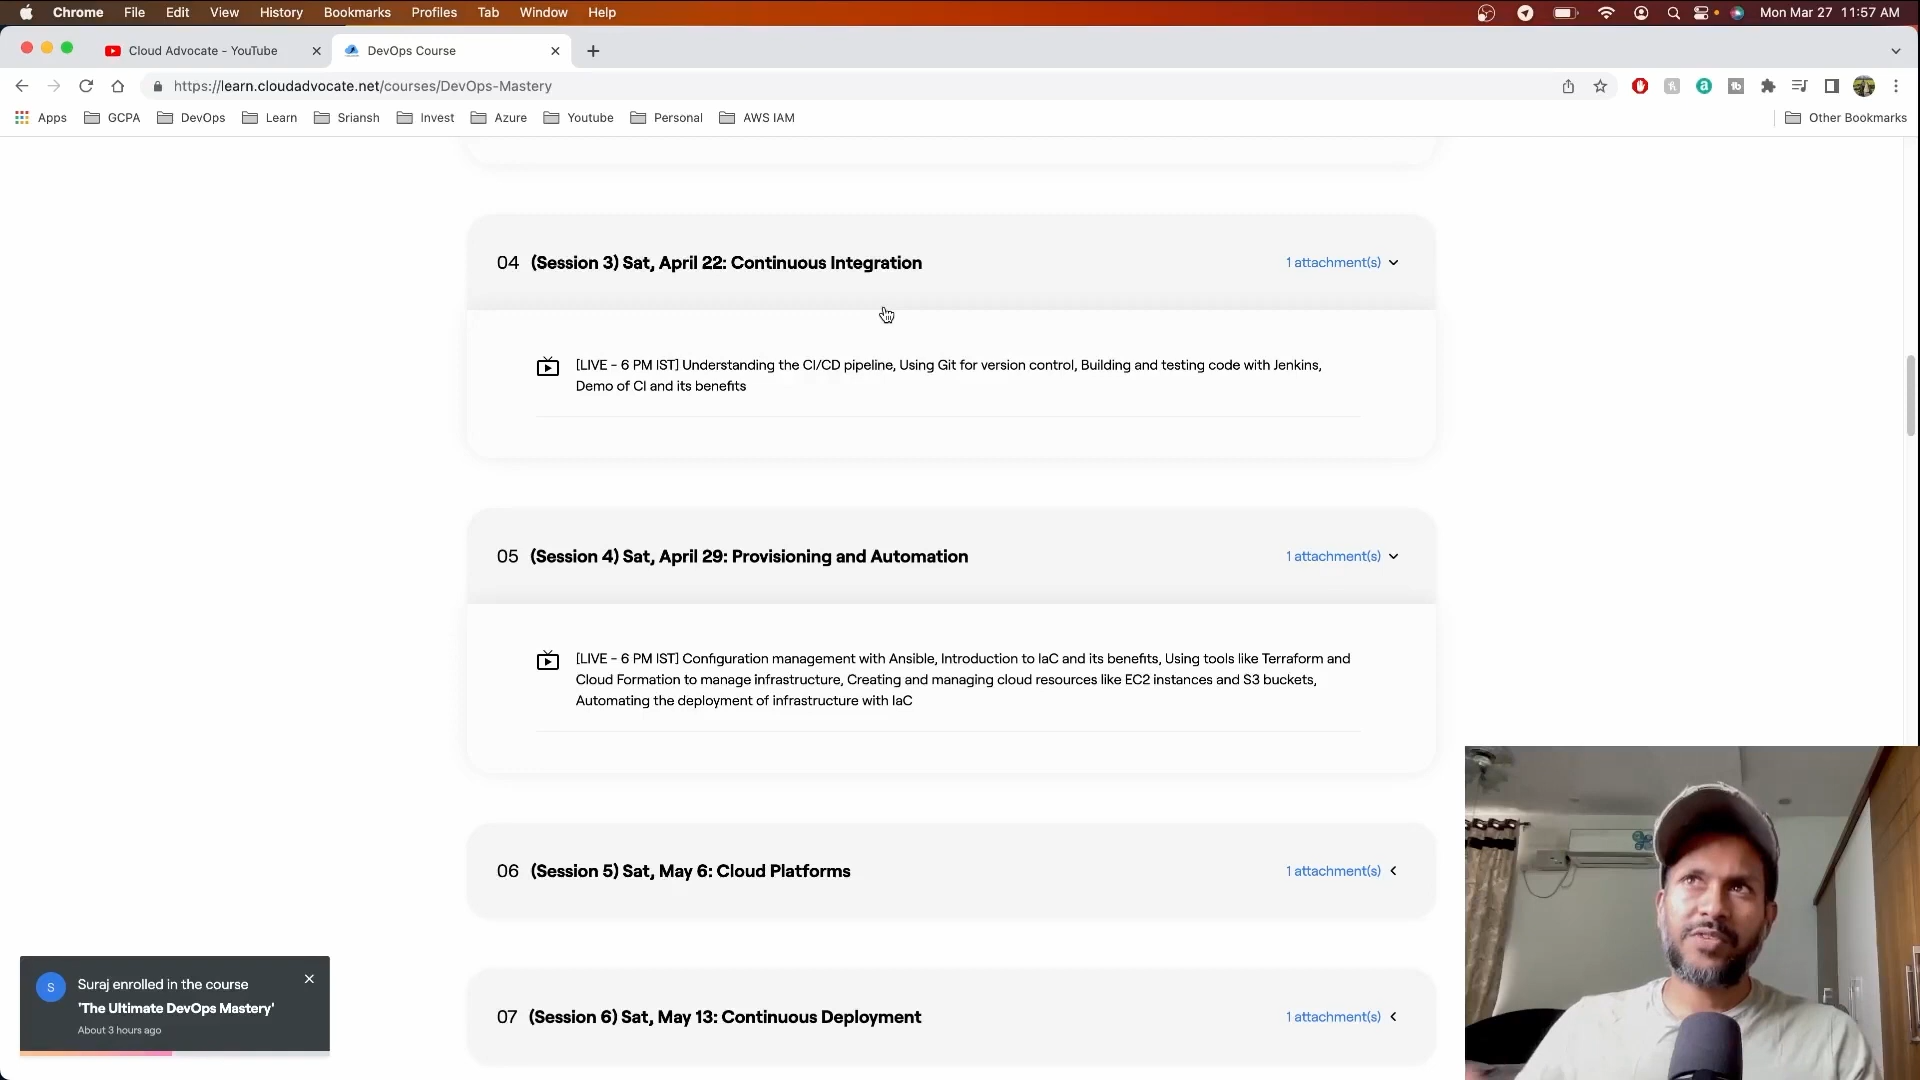 Chrome File Edit View History Bookmarks Profiles Tab Window Help Mon Mar 27 11:57 AM
Cloud Advocate - YouTube DevOps Course
https://learn.cloudadvocate.net/courses/DevOps-Mastery
Apps GCPA DevOps Learn Sriansh Invest Azure Youtube Personal AWS IAM Other Bookmarks
04 (Session 3) Sat, April 22: Continuous Integration 1 attachment(s)
[LIVE - 6 PM IST] Understanding the CI/CD pipeline, Using Git for version control, Building and testing code with Jenkins,
Demo of CI and its benefits
05 (Session 4) Sat, April 29: Provisioning and Automation 1 attachment(s)
[LIVE - 6 PM IST] Configuration management with Ansible, Introduction to IaC and its benefits, Using tools like Terraform and
Cloud Formation to manage infrastructure, Creating and managing cloud resources like EC2 instances and S3 buckets,
Automating the deployment of infrastructure with IaC
06 (Session 5) Sat, May 6: Cloud Platforms 1 attachment(s)
07 (Session 6) Sat, May 13: Continuous Deployment 1 attachment(s)
S Suraj enrolled in the course
'The Ultimate DevOps Mastery'
About 3 hours ago